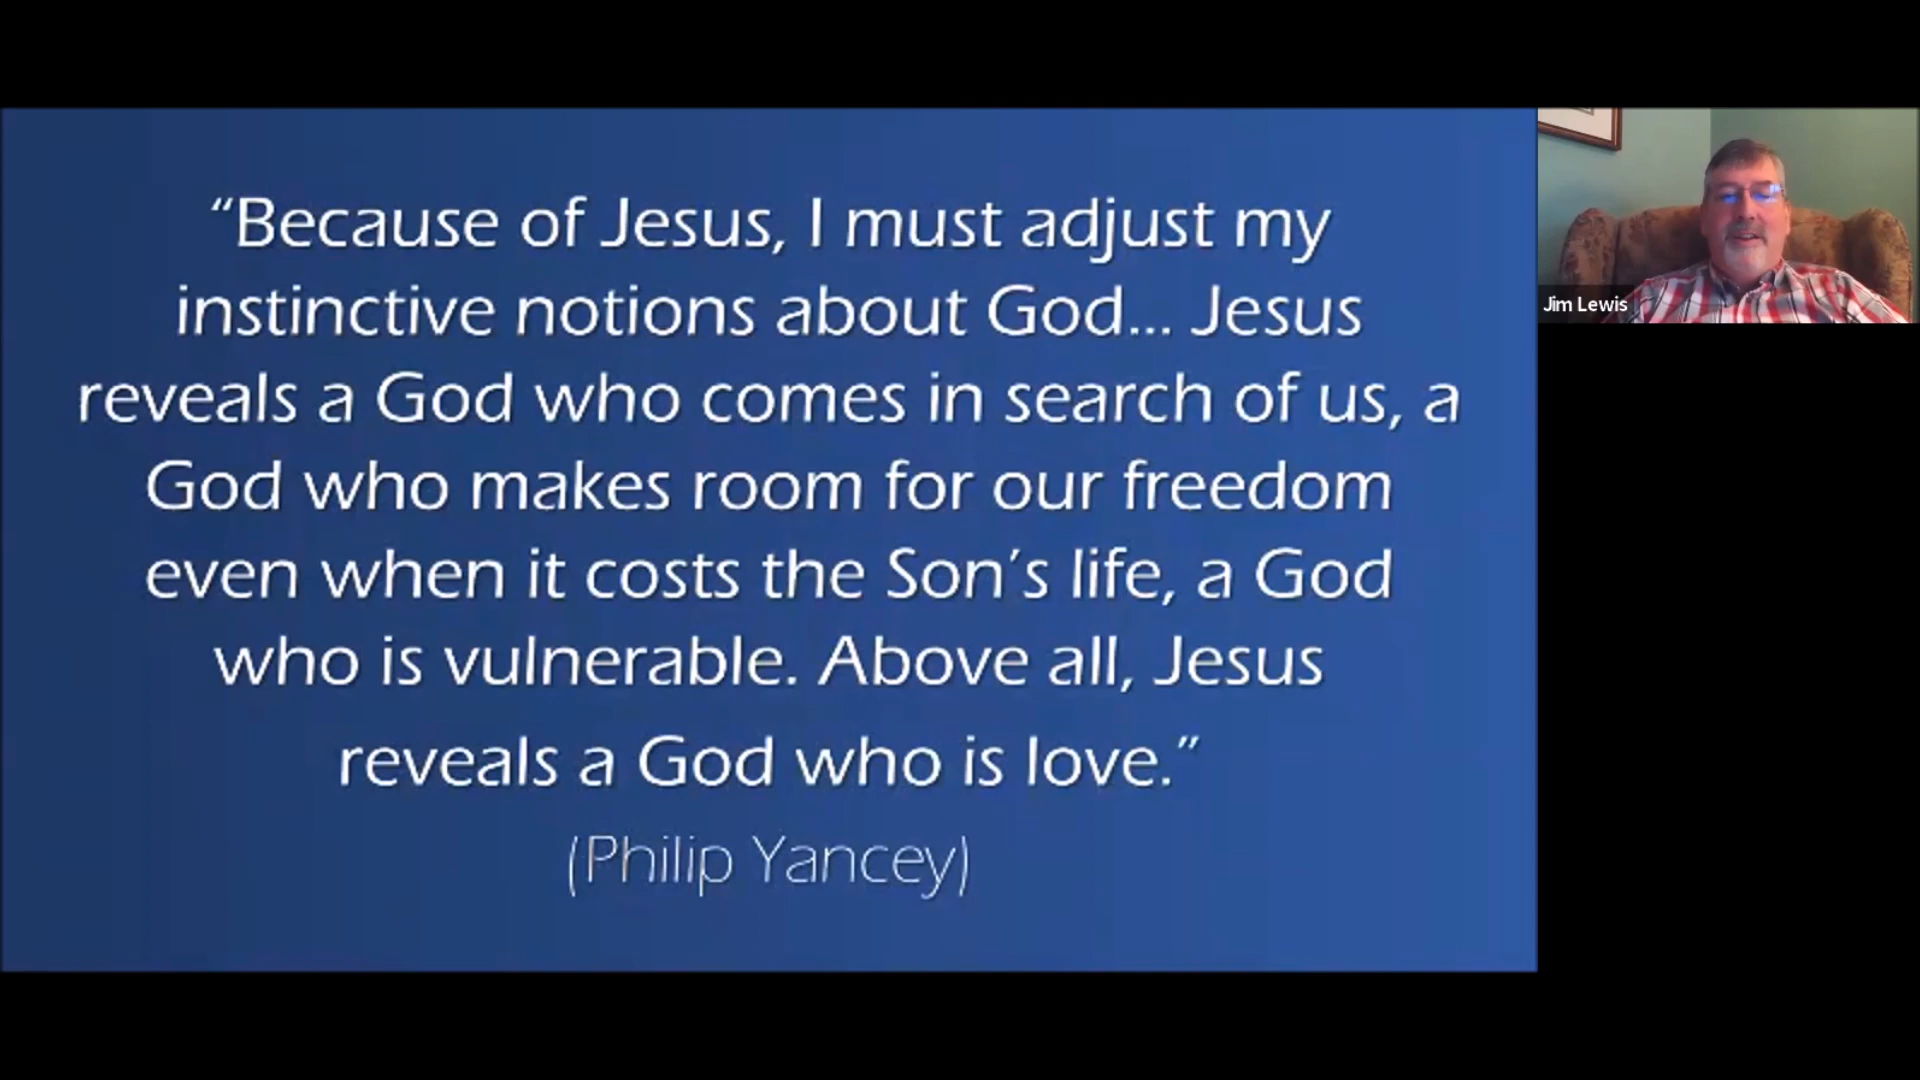 “Because of Jesus, I must adjust my
instinctive notions about God... Jesus
reveals a God who comes in search of us, a
God who makes room for our freedom
even when it costs the Son’s life, a God
who is vulnerable. Above all, Jesus
reveals a God who is love.”
(Philip Yancey)
Jim Lewis